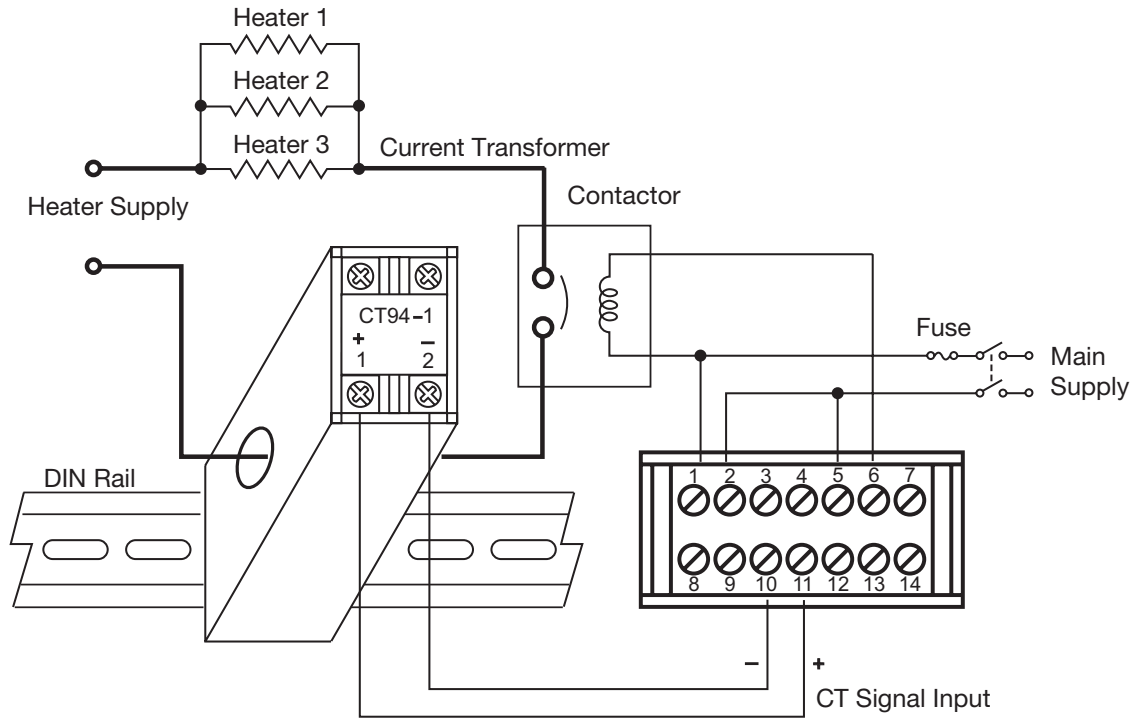 Heater 1
Heater 2
Heater 3
Current Transformer
Heater Supply
Contactor
CT94-1
+ −
1 2
Fuse
Main
Supply
DIN Rail
1 2 3 4 5 6 7
8 9 10 11 12 13 14
− +
CT Signal Input